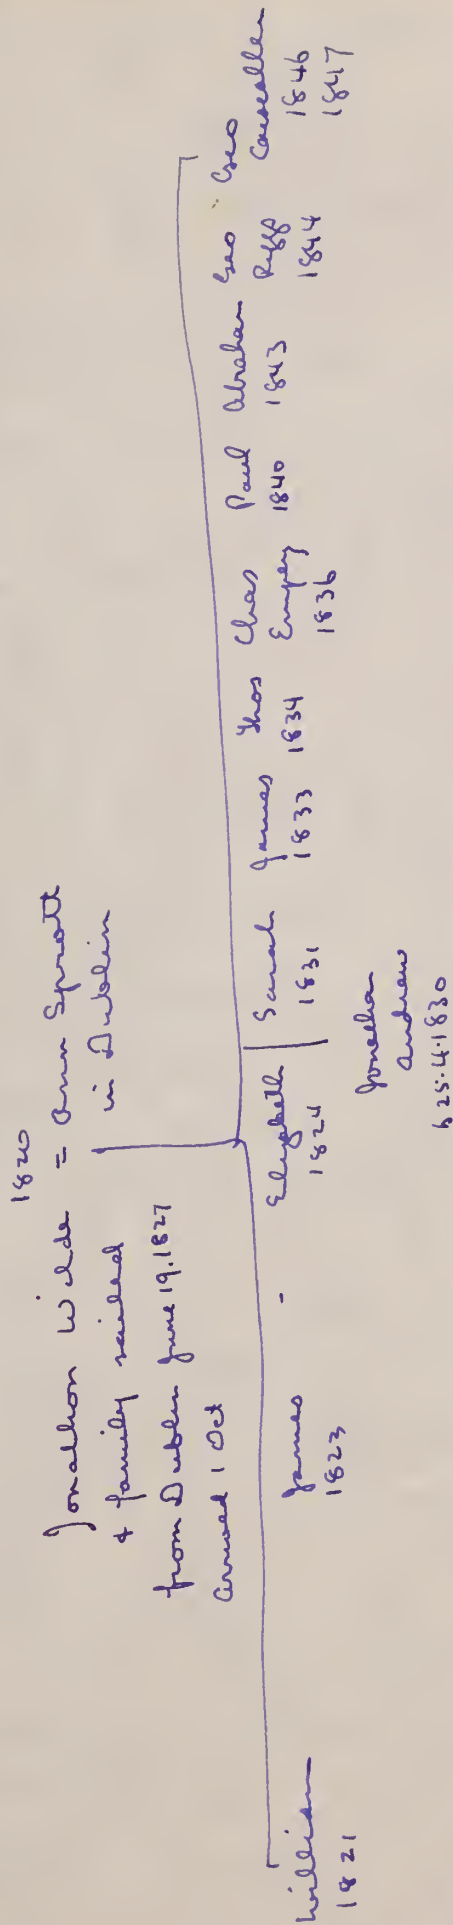 1820
Jonathon Wilde = Ann Spratt
& family sailed in Dublin
from Dublin June 19.1827
arrived 1 Oct
William James - Elizabeth Sarah James Thos Chas Paul Abraham Geo Geo
1821 1823 1824 1831 1833 1834 Empey 1840 1843 Rigg
1836 1844 1846
1847
Jonathan
Andrew
b 25.4.1830